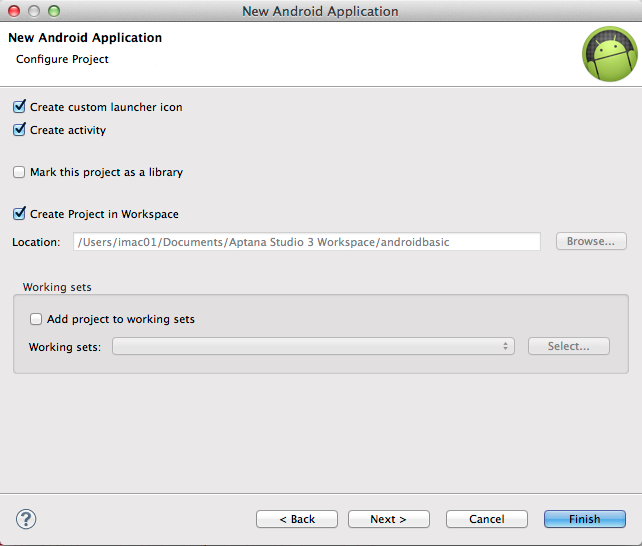 New Android Application
New Android Application
Configure Project
Create custom launcher icon
Create activity
Mark this project as a library
Create Project in Workspace
Location: /Users/imac01/Documents/Aptana Studio 3 Workspace/androidbasic Browse...
Working sets
Add project to working sets
Working sets: Select...
? < Back Next > Cancel Finish